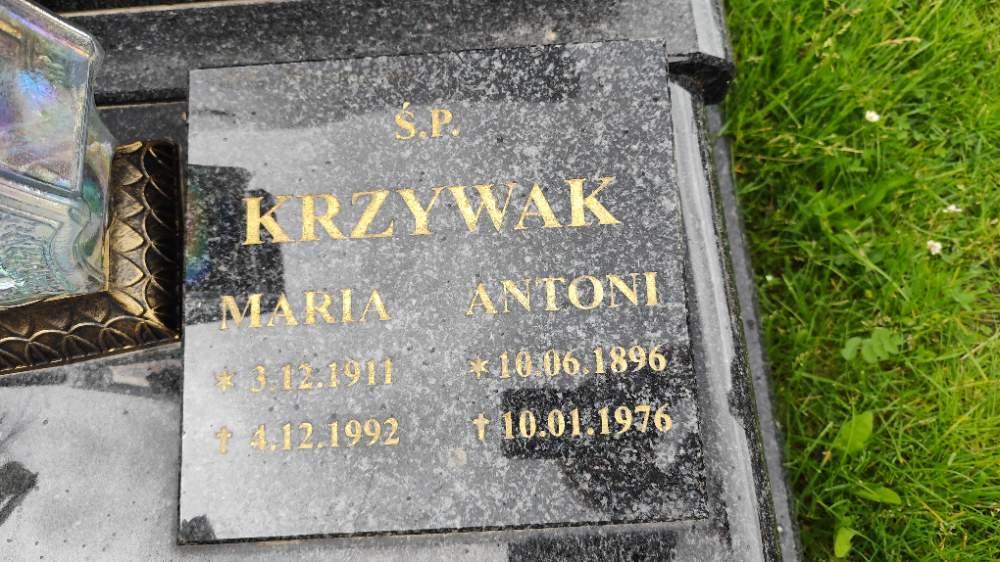 Ś.P.
KRZYWAK
MARIA ANTONI
* 3.12.1911 * 10.06.1896
† 4.12.1992 † 10.01.1976